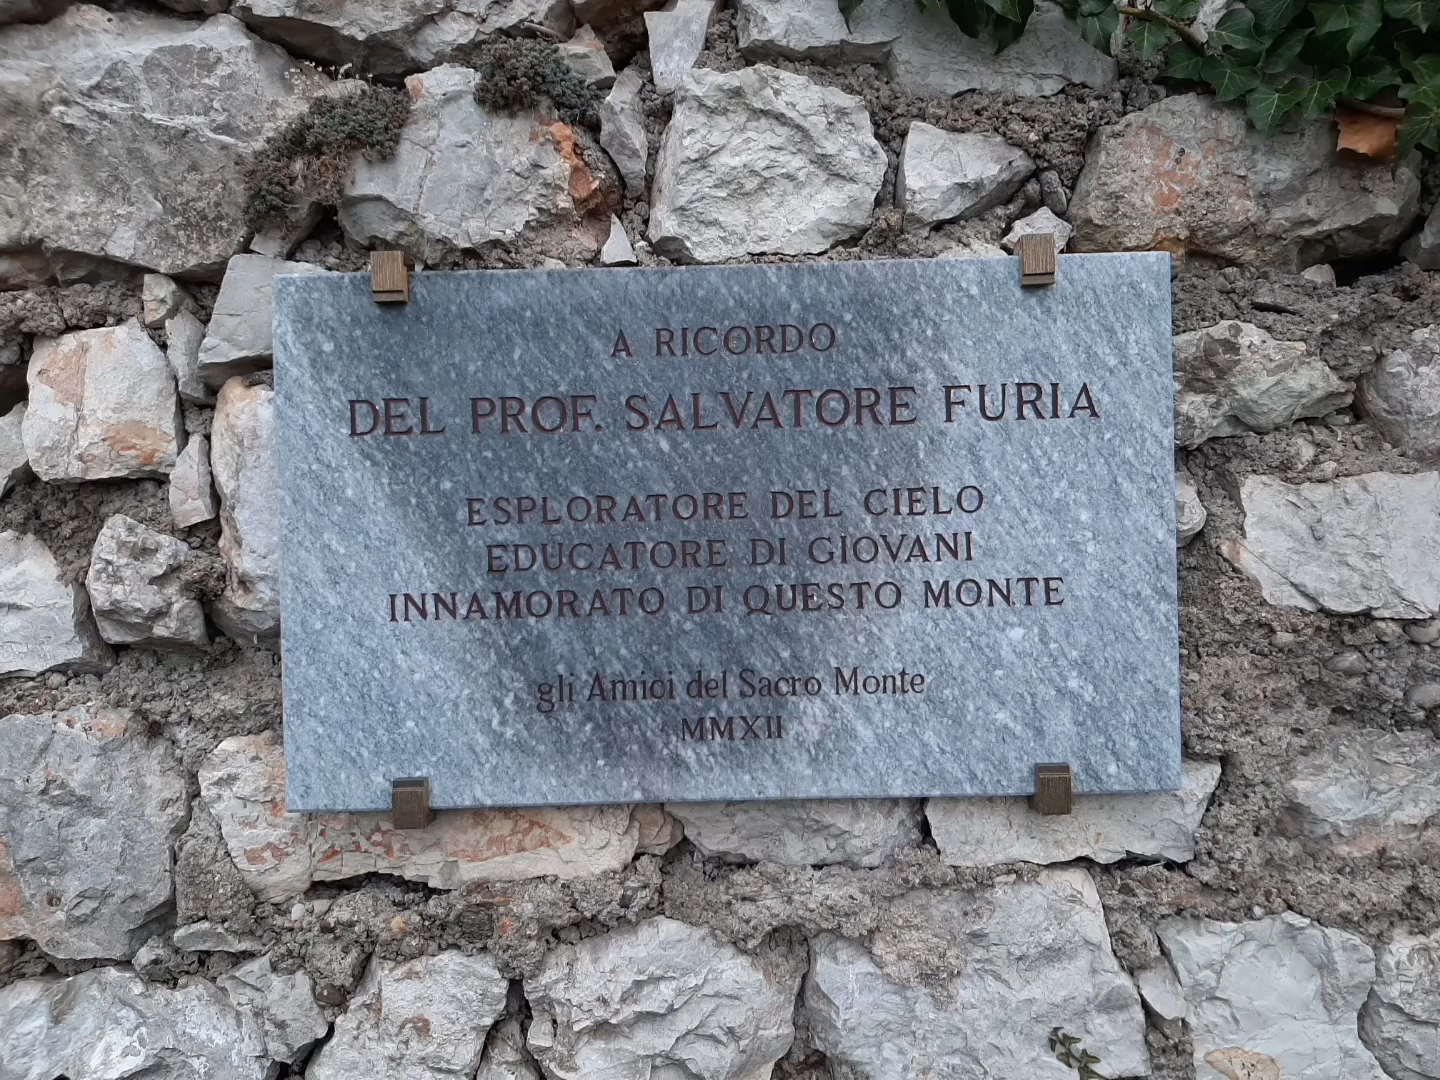 A RICORDO
DEL PROF. SALVATORE FURIA
ESPLORATORE DEL CIELO
EDUCATORE DI GIOVANI
INNAMORATO DI QUESTO MONTE
gli Amici del Sacro Monte
MMXII